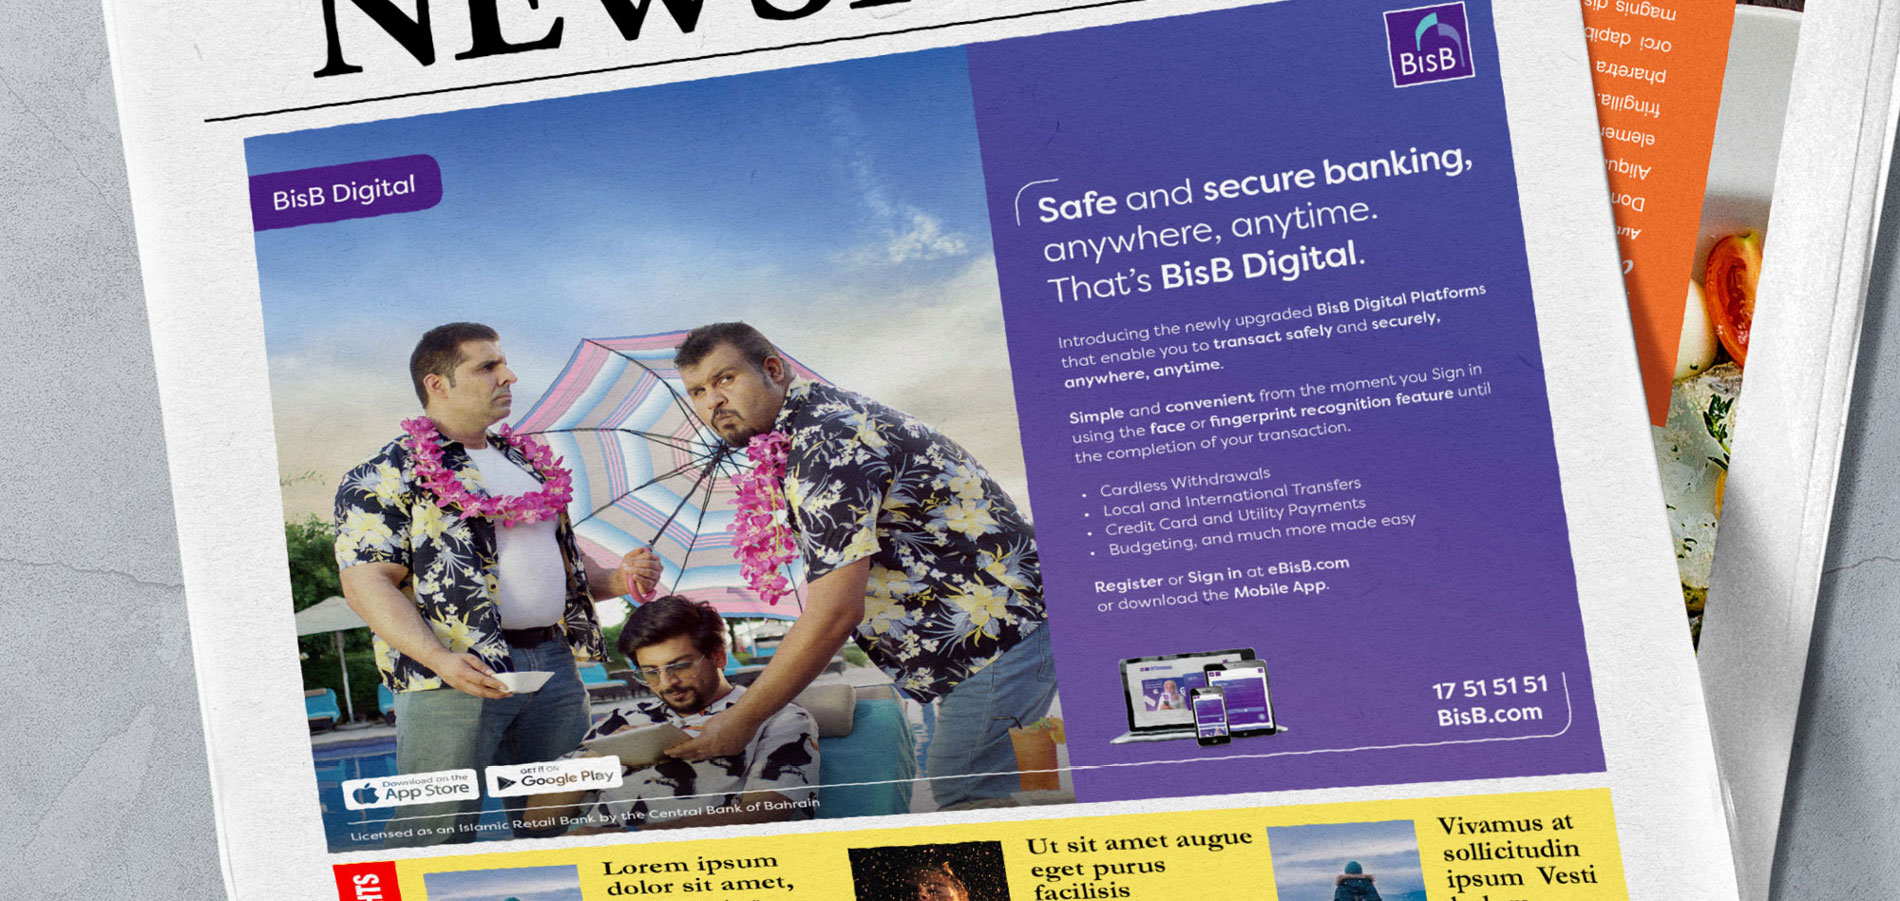 BisB
BisB Digital
Safe and secure banking,
anywhere, anytime.
That's BisB Digital.
Introducing the newly upgraded BisB Digital Platforms
that enable you to transact safely and securely,
anywhere, anytime.
Simple and convenient from the moment you Sign in
using the face or fingerprint recognition feature until
the completion of your transaction.
• Cardless Withdrawals
• Local and International Transfers
• Credit Card and Utility Payments
• Budgeting, and much more made easy
Register or Sign in at eBisB.com
or download the Mobile App.
17 51 51 51
BisB.com
Download on the
App Store
GET IT ON
Google Play
Licensed as an Islamic Retail Bank by the Central Bank of Bahrain
Lorem ipsum
dolor sit amet,
Ut sit amet augue
eget purus
facilisis
Vivamus at
sollicitudin
ipsum Vesti
magnis dis
orci dapib
pharetra
fringilla.
elem
Aliqu
Don